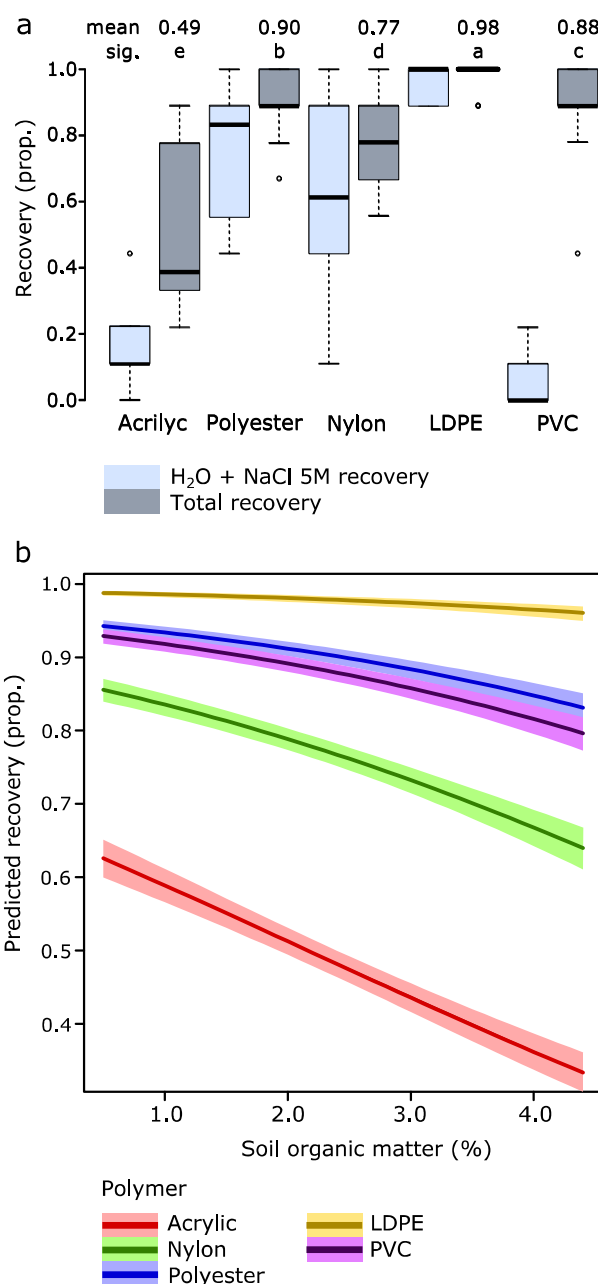 a
mean 0.49 0.90 0.77 0.98 0.88
sig. e b d a c
Recovery (prop.)
1.0
0.8
0.6
0.4
0.2
0.0
Acrilyc Polyester Nylon LDPE PVC
H₂O + NaCl 5M recovery
Total recovery
b
Predicted recovery (prop.)
1.0
0.9
0.8
0.7
0.6
0.5
0.4
1.0 2.0 3.0 4.0
Soil organic matter (%)
Polymer
Acrylic LDPE
Nylon PVC
Polyester